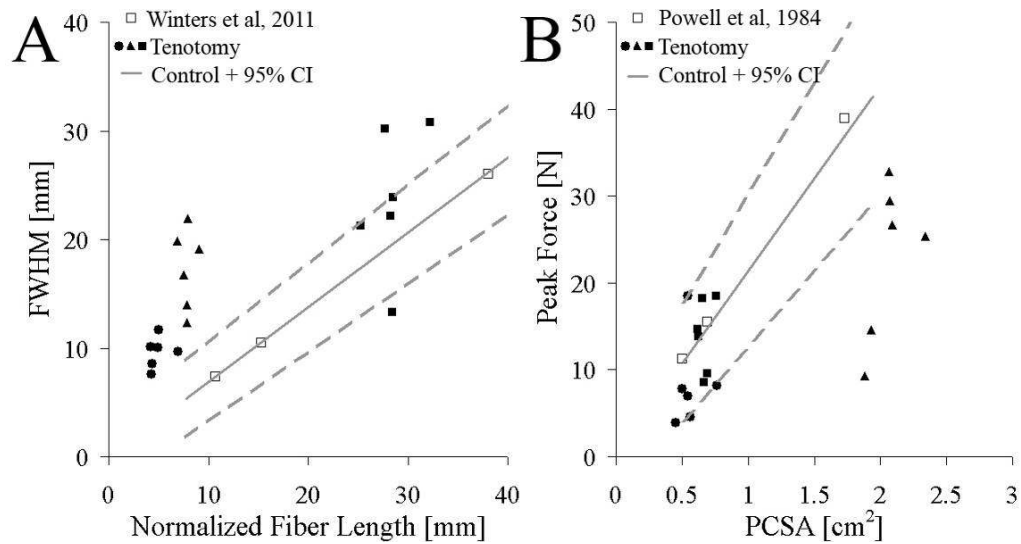 A
□ Winters et al, 2011
●▲■ Tenotomy
Control + 95% CI
FWHM [mm]
40
30
20
10
0
0 10 20 30 40
Normalized Fiber Length [mm]
B
□ Powell et al, 1984
●▲■ Tenotomy
Control + 95% CI
Peak Force [N]
50
40
30
20
10
0
0 0.5 1 1.5 2 2.5 3
PCSA [cm²]